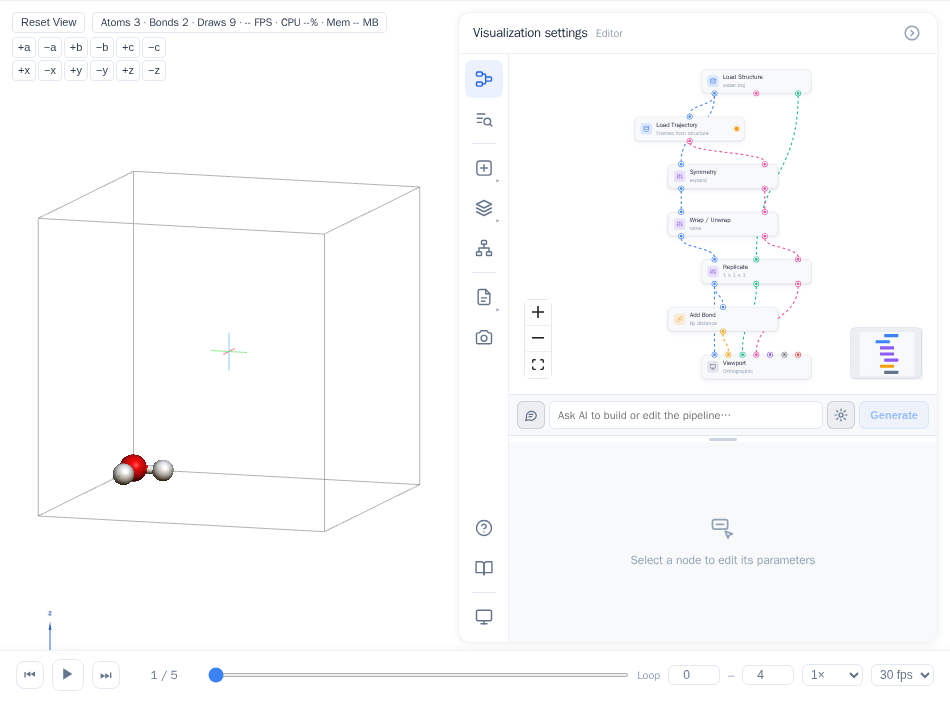 Reset View
Atoms 3 · Bonds 2 · Draws 9 · -- FPS · CPU --% · Mem -- MB
+a −a +b −b +c −c
+x −x +y −y +z −z
z
Visualization settings Editor
Load Structure
water.traj
Load Trajectory
Frames from structure
Symmetry
expand
Wrap / Unwrap
none
Replicate
1 × 1 × 1
Add Bond
By distance
Viewport
Orthographic
Ask AI to build or edit the pipeline⋯
Generate
Select a node to edit its parameters
1 / 5
Loop 0 – 4 1× 30 fps